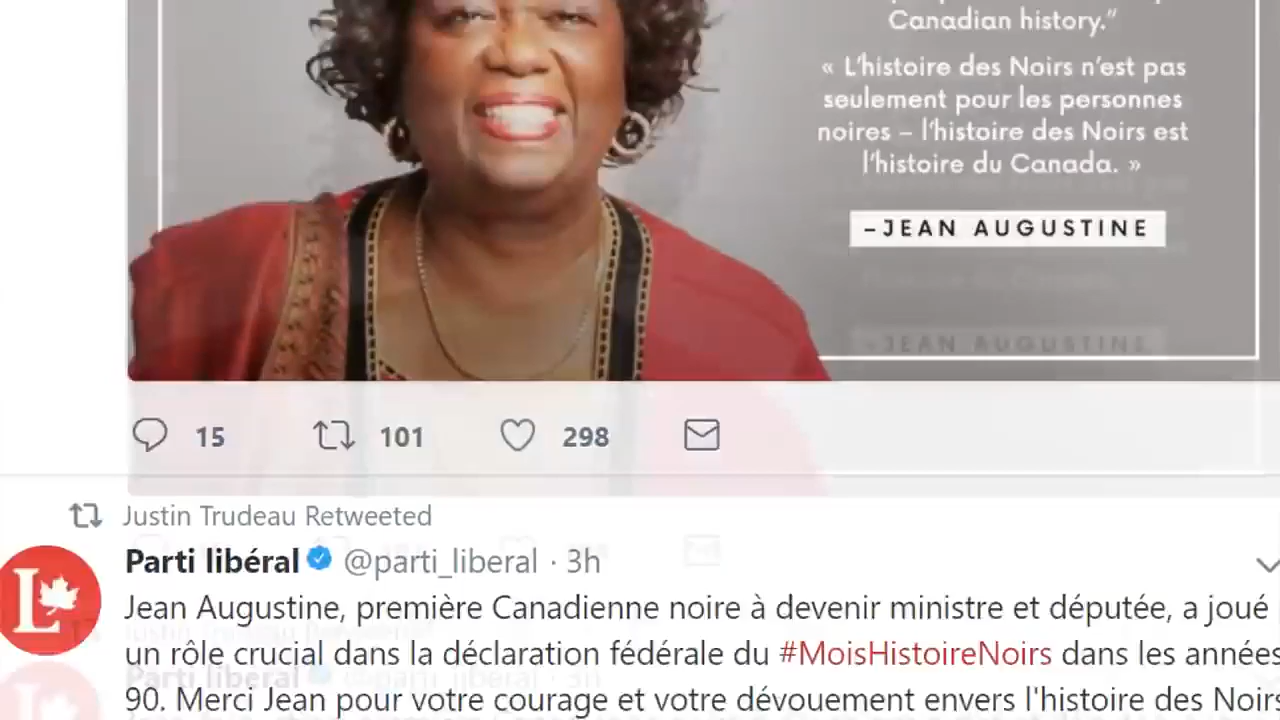 Canadian history.”
« L’histoire des Noirs n’est pas
seulement pour les personnes
noires – l’histoire des Noirs est
l’histoire du Canada. »
–JEAN AUGUSTINE
–JEAN AUGUSTINE
15 101 298
Justin Trudeau Retweeted
Parti libéral @parti_liberal · 3h
Jean Augustine, première Canadienne noire à devenir ministre et députée, a joué
un rôle crucial dans la déclaration fédérale du #MoisHistoireNoirs dans les années
90. Merci Jean pour votre courage et votre dévouement envers l'histoire des Noirs